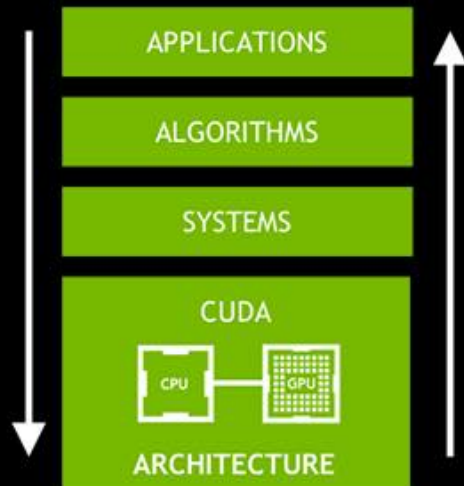 APPLICATIONS
ALGORITHMS
SYSTEMS
CUDA
CPU GPU
ARCHITECTURE